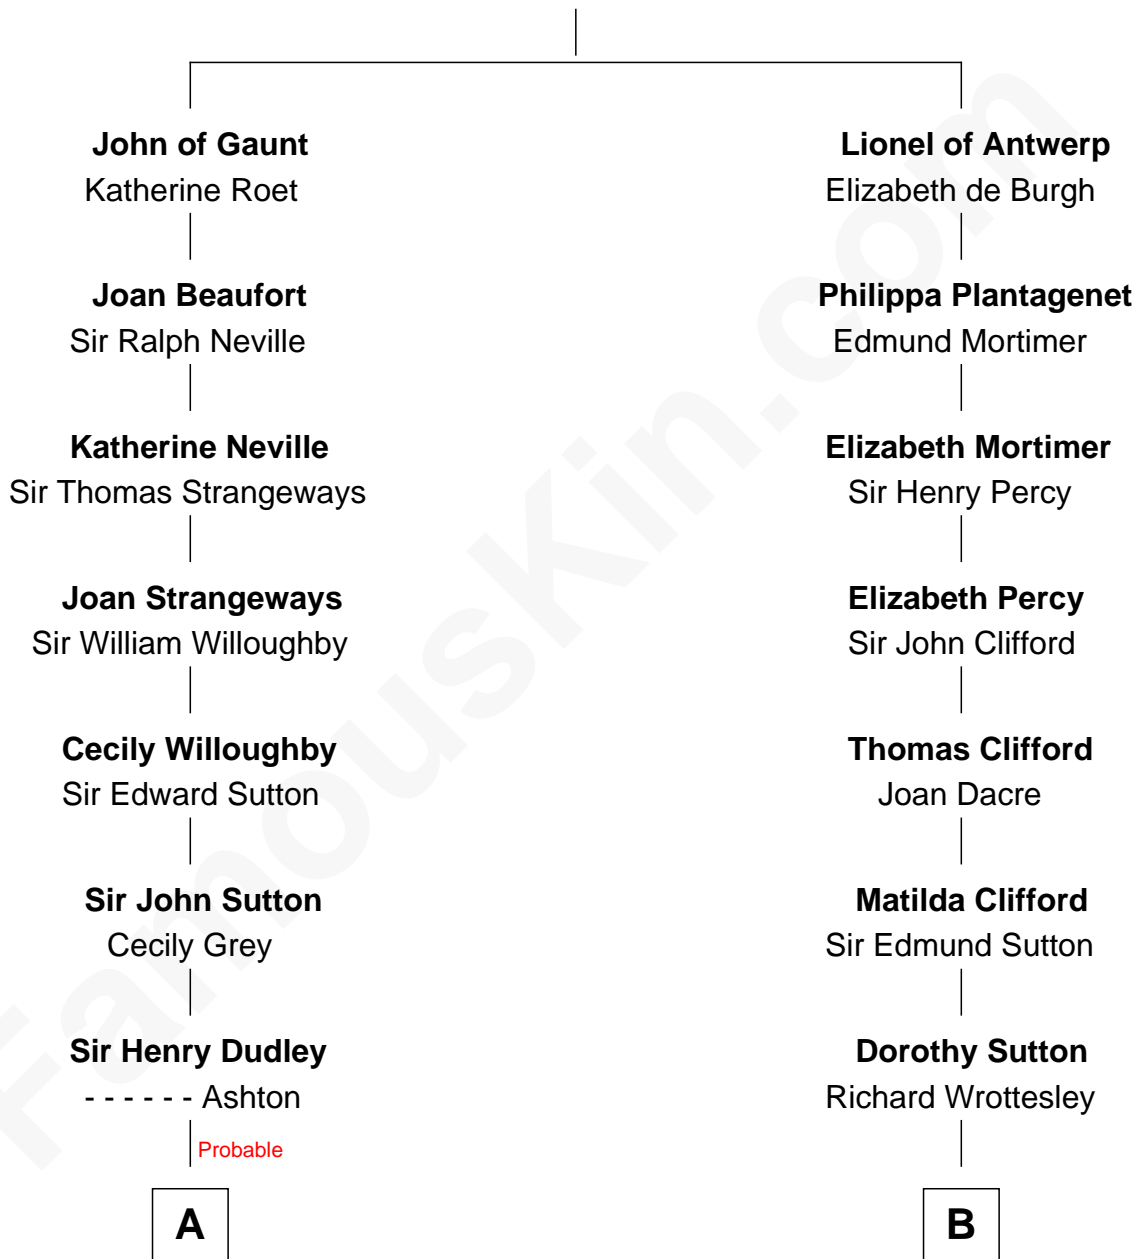 John of Gaunt
Katherine Roet
Joan Beaufort
Sir Ralph Neville
Katherine Neville
Sir Thomas Strangeways
Joan Strangeways
Sir William Willoughby
Cecily Willoughby
Sir Edward Sutton
Sir John Sutton
Cecily Grey
Sir Henry Dudley
- - - - - - Ashton
Probable
A
Lionel of Antwerp
Elizabeth de Burgh
Philippa Plantagenet
Edmund Mortimer
Elizabeth Mortimer
Sir Henry Percy
Elizabeth Percy
Sir John Clifford
Thomas Clifford
Joan Dacre
Matilda Clifford
Sir Edmund Sutton
Dorothy Sutton
Richard Wrottesley
B
FamousKin.com